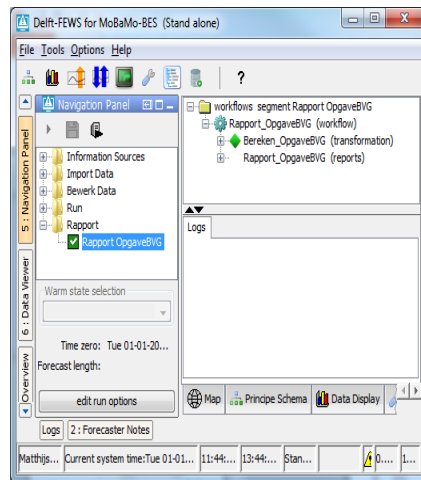 Delft-FEWS for MoBaMo-BES (Stand alone)
File Tools Options Help
?
5 : Navigation Panel
6 : Data Viewer
Overview
Navigation Panel
Information Sources
Import Data
Bewerk Data
Run
Rapport
Rapport OpgaveBVG
Warm state selection
Time zero: Tue 01-01-20...
Forecast length:
edit run options
workflows segment Rapport OpgaveBVG
Rapport_OpgaveBVG (workflow)
Bereken_OpgaveBVG (transformation)
Rapport_OpgaveBVG (reports)
Logs
Map Principe Schema Data Display
Logs 2 : Forecaster Notes
Matthijs... Current system time:Tue 01-01... 11:44:... 13:44:... Stan... 0.... 1...